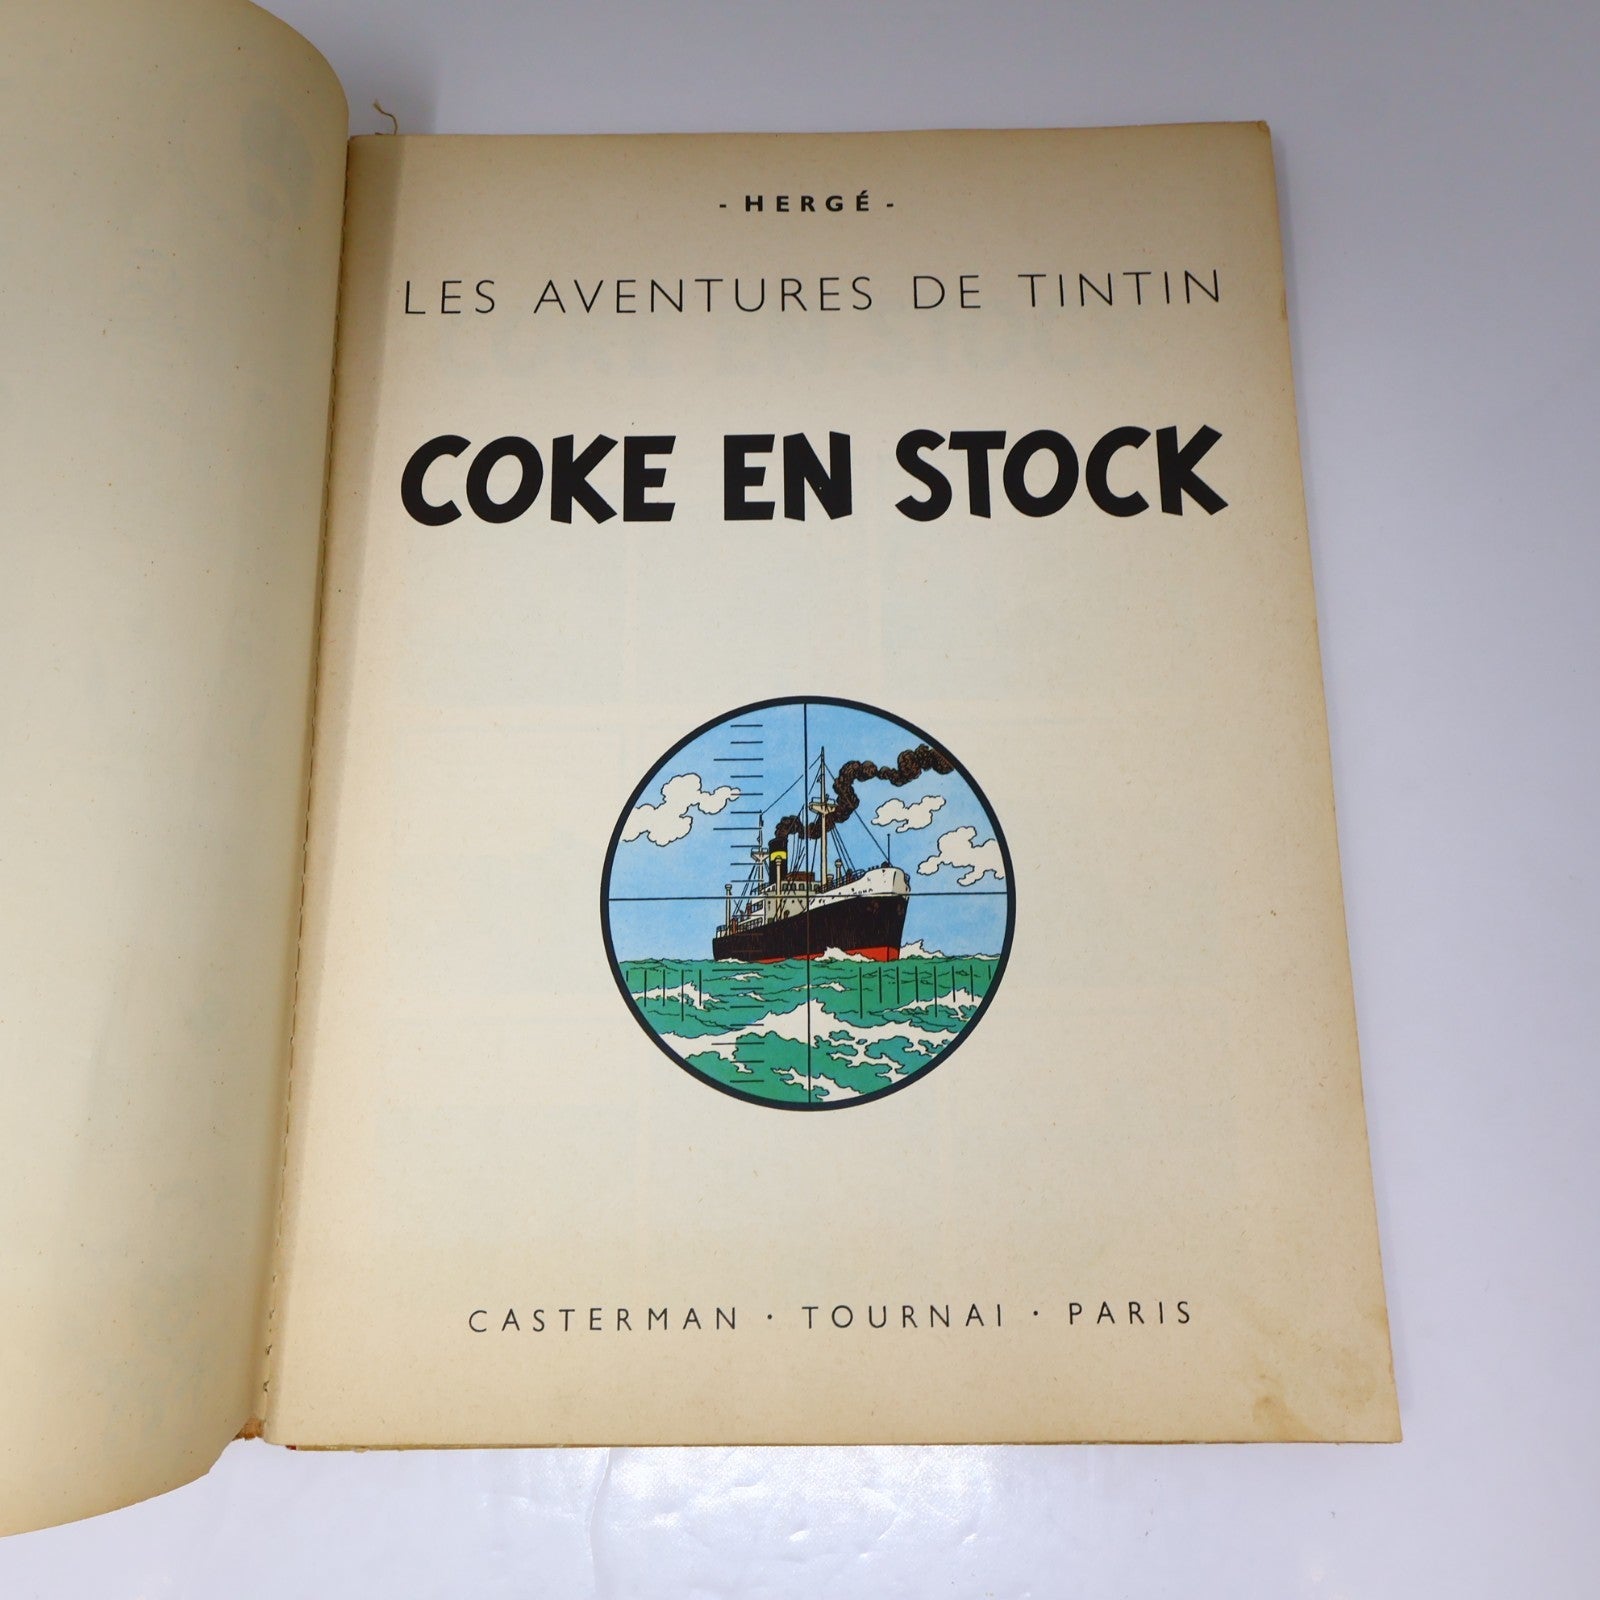 - HERGÉ -
LES AVENTURES DE TINTIN
COKE EN STOCK
CASTERMAN · TOURNAI · PARIS